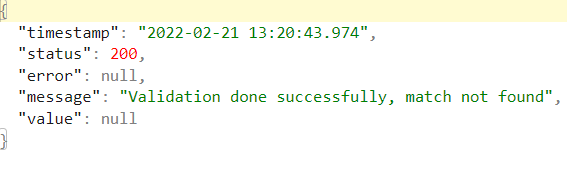 {
"timestamp": "2022-02-21 13:20:43.974",
"status": 200,
"error": null,
"message": "Validation done successfully, match not found",
"value": null
}